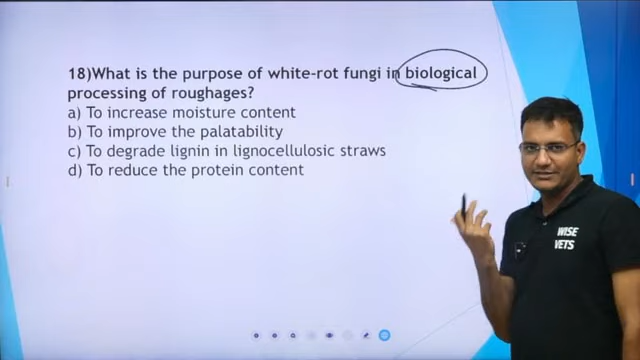 18)What is the purpose of white-rot fungi in biological
processing of roughages?
a) To increase moisture content
b) To improve the palatability
c) To degrade lignin in lignocellulosic straws
d) To reduce the protein content
WISE
VETS